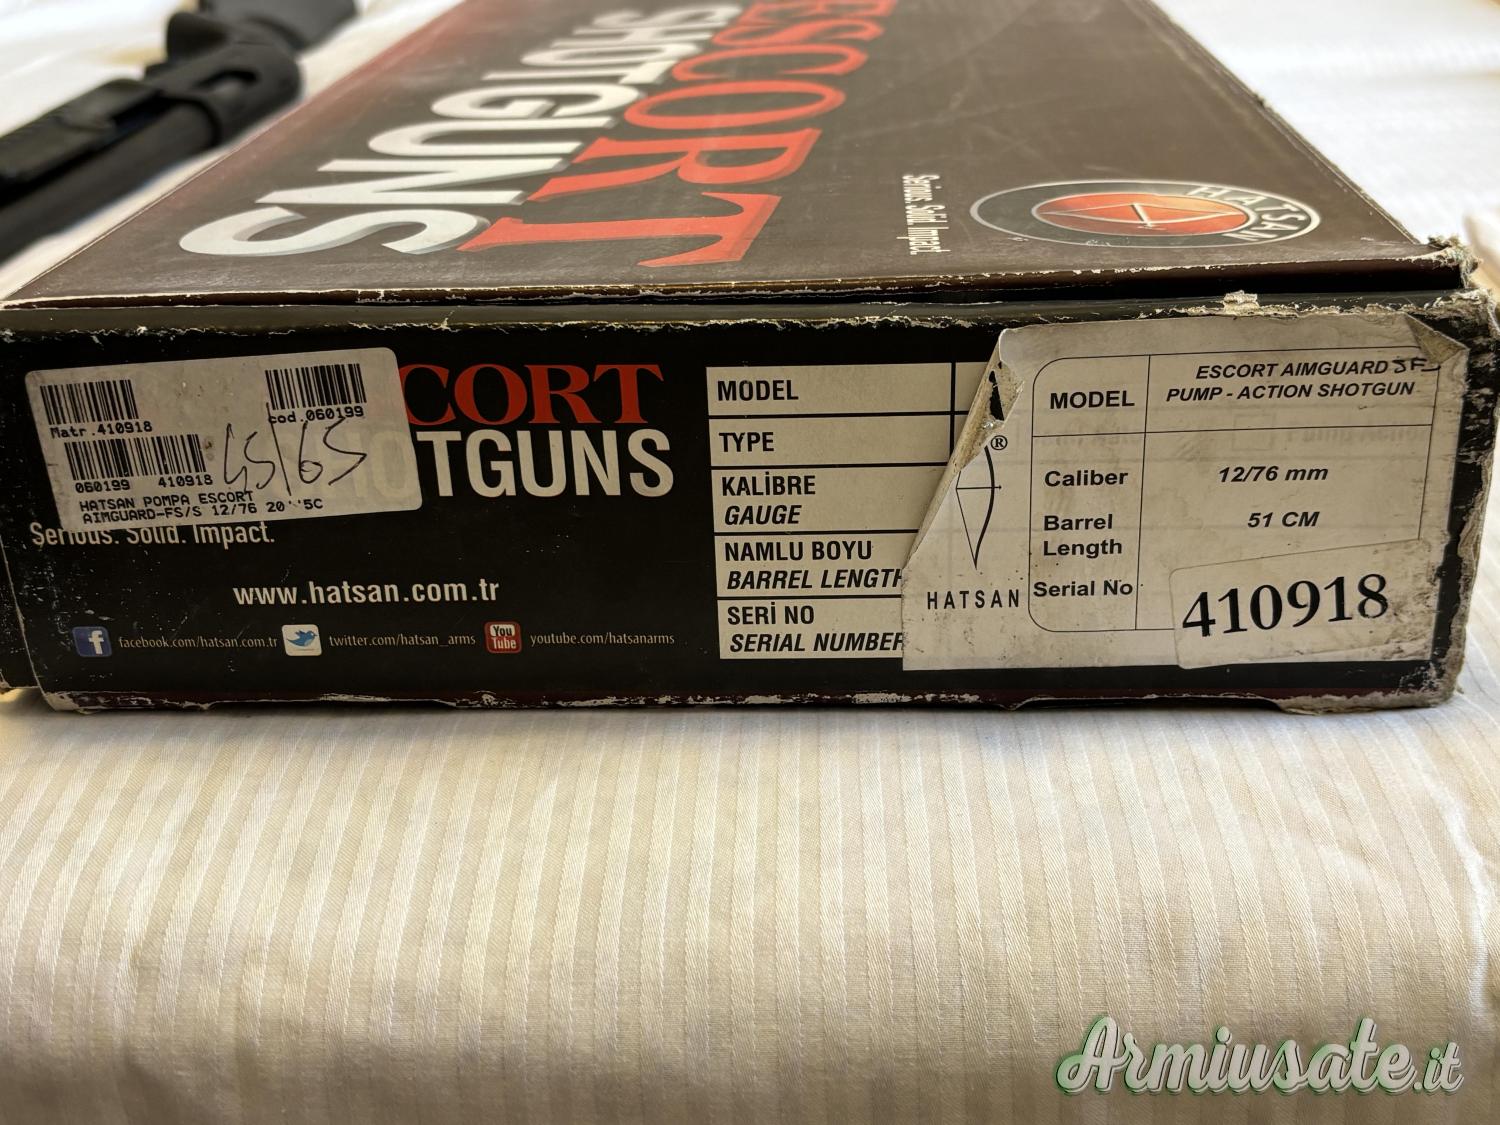 ESCORT
SHOTGUNS
Serious. Solid. Impact.
HATSAN
Matr.410918
cod.060199
060199 410918
HATSAN POMPA ESCORT
AIMGUARD-FS/S 12/76 20''5C
CORT
HOTGUNS
Serious. Solid. Impact.
www.hatsan.com.tr
facebook.com/hatsan.com.tr
twitter.com/hatsan_arms
You Tube
youtube.com/hatsanarms
MODEL
TYPE
KALİBRE
GAUGE
NAMLU BOYU
BARREL LENGTH
SERİ NO
SERIAL NUMBER
®
HATSAN
MODEL
ESCORT AIMGUARD
PUMP - ACTION SHOTGUN
Caliber
12/76 mm
Barrel
Length
51 CM
Serial No
410918
Armiusate.it